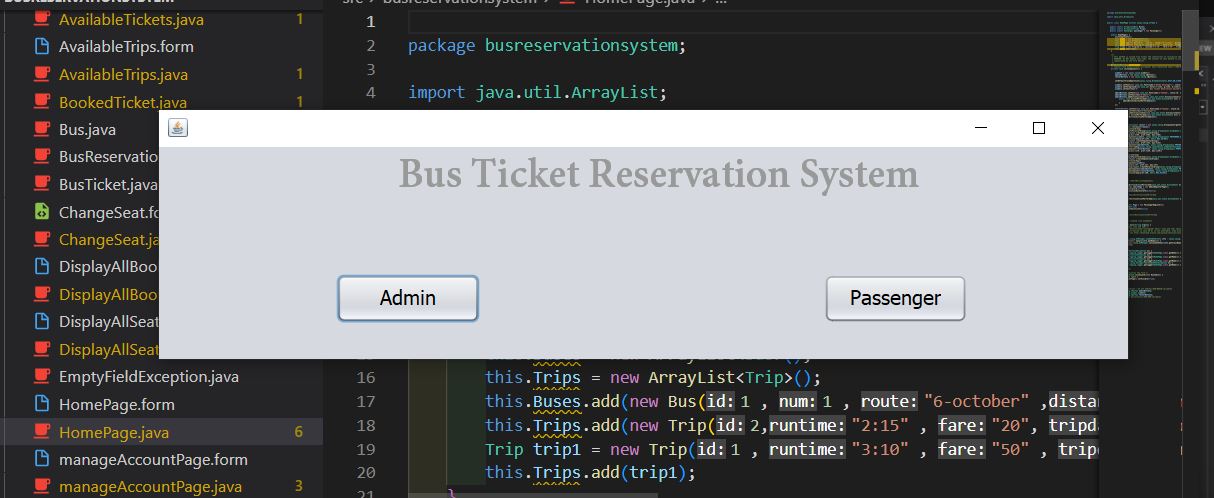 AvailableTickets.java 1
AvailableTrips.form
AvailableTrips.java 1
BookedTicket.java 1
Bus.java
BusReservatio
BusTicket.java
ChangeSeat.fo
ChangeSeat.ja
DisplayAllBoo
DisplayAllBoo
DisplayAllSeat
DisplayAllSeat
EmptyFieldException.java
HomePage.form
HomePage.java 6
manageAccountPage.form
manageAccountPage.java 3
src > busreservationsystem > HomePage.java > ...
1
2 package busreservationsystem;
3
4 import java.util.ArrayList;
Bus Ticket Reservation System
Admin
Passenger
16 this.Trips = new ArrayList<Trip>();
17 this.Buses.add(new Bus(id: 1 , num: 1 , route: "6-october" ,distan
18 this.Trips.add(new Trip(id: 2,runtime: "2:15" , fare: "20", tripda
19 Trip trip1 = new Trip(id: 1 , runtime: "3:10" , fare: "50" , tripd
20 this.Trips.add(trip1);
21 }